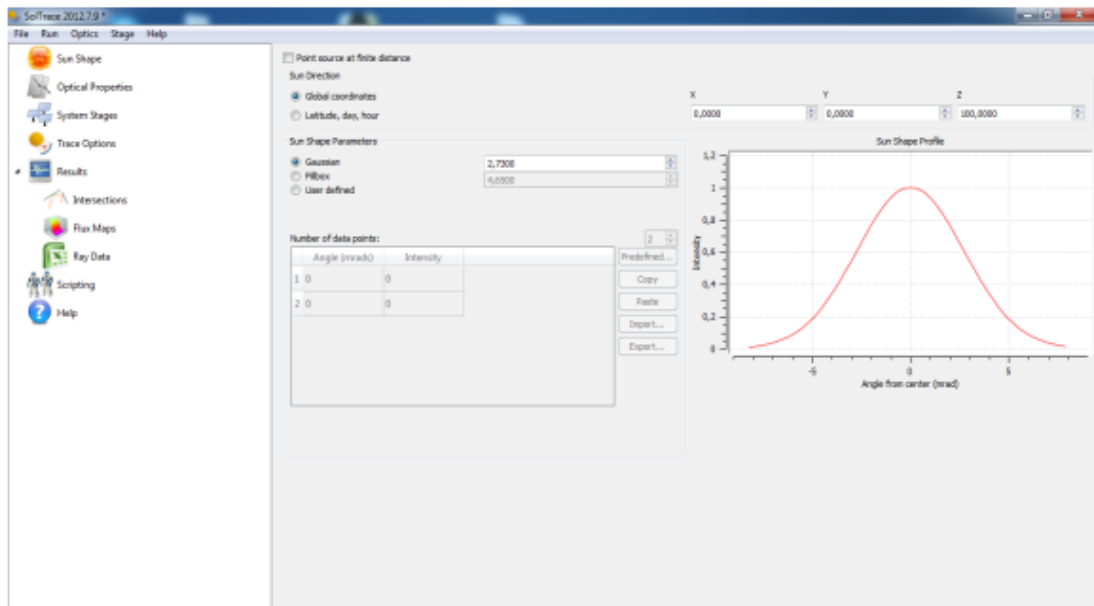 SolTrace 2012.7.9 *
File Run Optics Stage Help
Sun Shape
Optical Properties
System Stages
Trace Options
Results
Intersections
Flux Maps
Ray Data
Scripting
Help
Point source at finite distance
Sun Direction
Global coordinates
Latitude, day, hour
X Y Z
0,0000 0,0000 100,0000
Sun Shape Parameters
Gaussian 2,7300
Pillbox 4,6500
User defined
Number of data points: 2
Angle (mrads) Intensity
1 0 0
2 0 0
Predefined...
Copy
Paste
Import...
Export...
Sun Shape Profile
Intensity
1,2
1
0,8
0,6
0,4
0,2
0
-5 0 5
Angle from center (mrad)